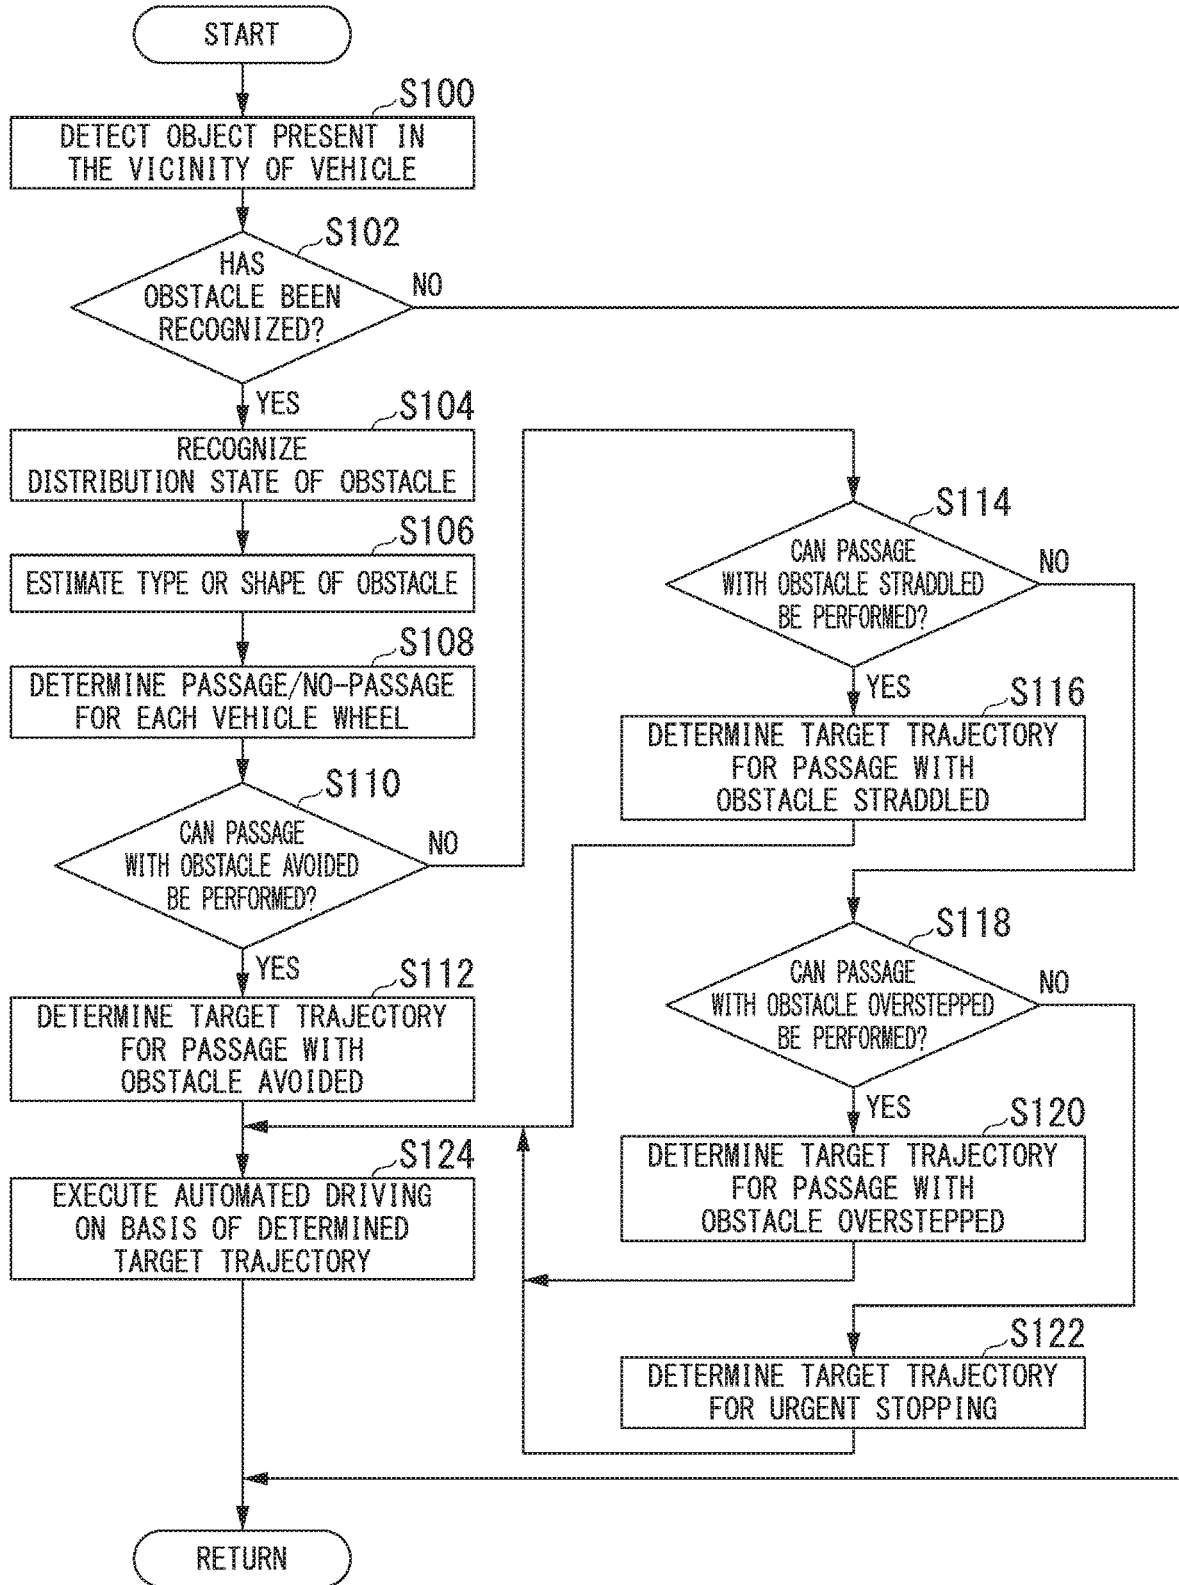 START
S100
DETECT OBJECT PRESENT IN
THE VICINITY OF VEHICLE
S102
HAS
OBSTACLE BEEN
RECOGNIZED?
NO
YES
S104
RECOGNIZE
DISTRIBUTION STATE OF OBSTACLE
S106
ESTIMATE TYPE OR SHAPE OF OBSTACLE
S108
DETERMINE PASSAGE/NO-PASSAGE
FOR EACH VEHICLE WHEEL
S110
CAN PASSAGE
WITH OBSTACLE AVOIDED
BE PERFORMED?
NO
YES
S112
DETERMINE TARGET TRAJECTORY
FOR PASSAGE WITH
OBSTACLE AVOIDED
S114
CAN PASSAGE
WITH OBSTACLE STRADDLED
BE PERFORMED?
NO
YES
S116
DETERMINE TARGET TRAJECTORY
FOR PASSAGE WITH
OBSTACLE STRADDLED
S118
CAN PASSAGE
WITH OBSTACLE OVERSTEPPED
BE PERFORMED?
NO
YES
S120
DETERMINE TARGET TRAJECTORY
FOR PASSAGE WITH
OBSTACLE OVERSTEPPED
S122
DETERMINE TARGET TRAJECTORY
FOR URGENT STOPPING
S124
EXECUTE AUTOMATED DRIVING
ON BASIS OF DETERMINED
TARGET TRAJECTORY
RETURN